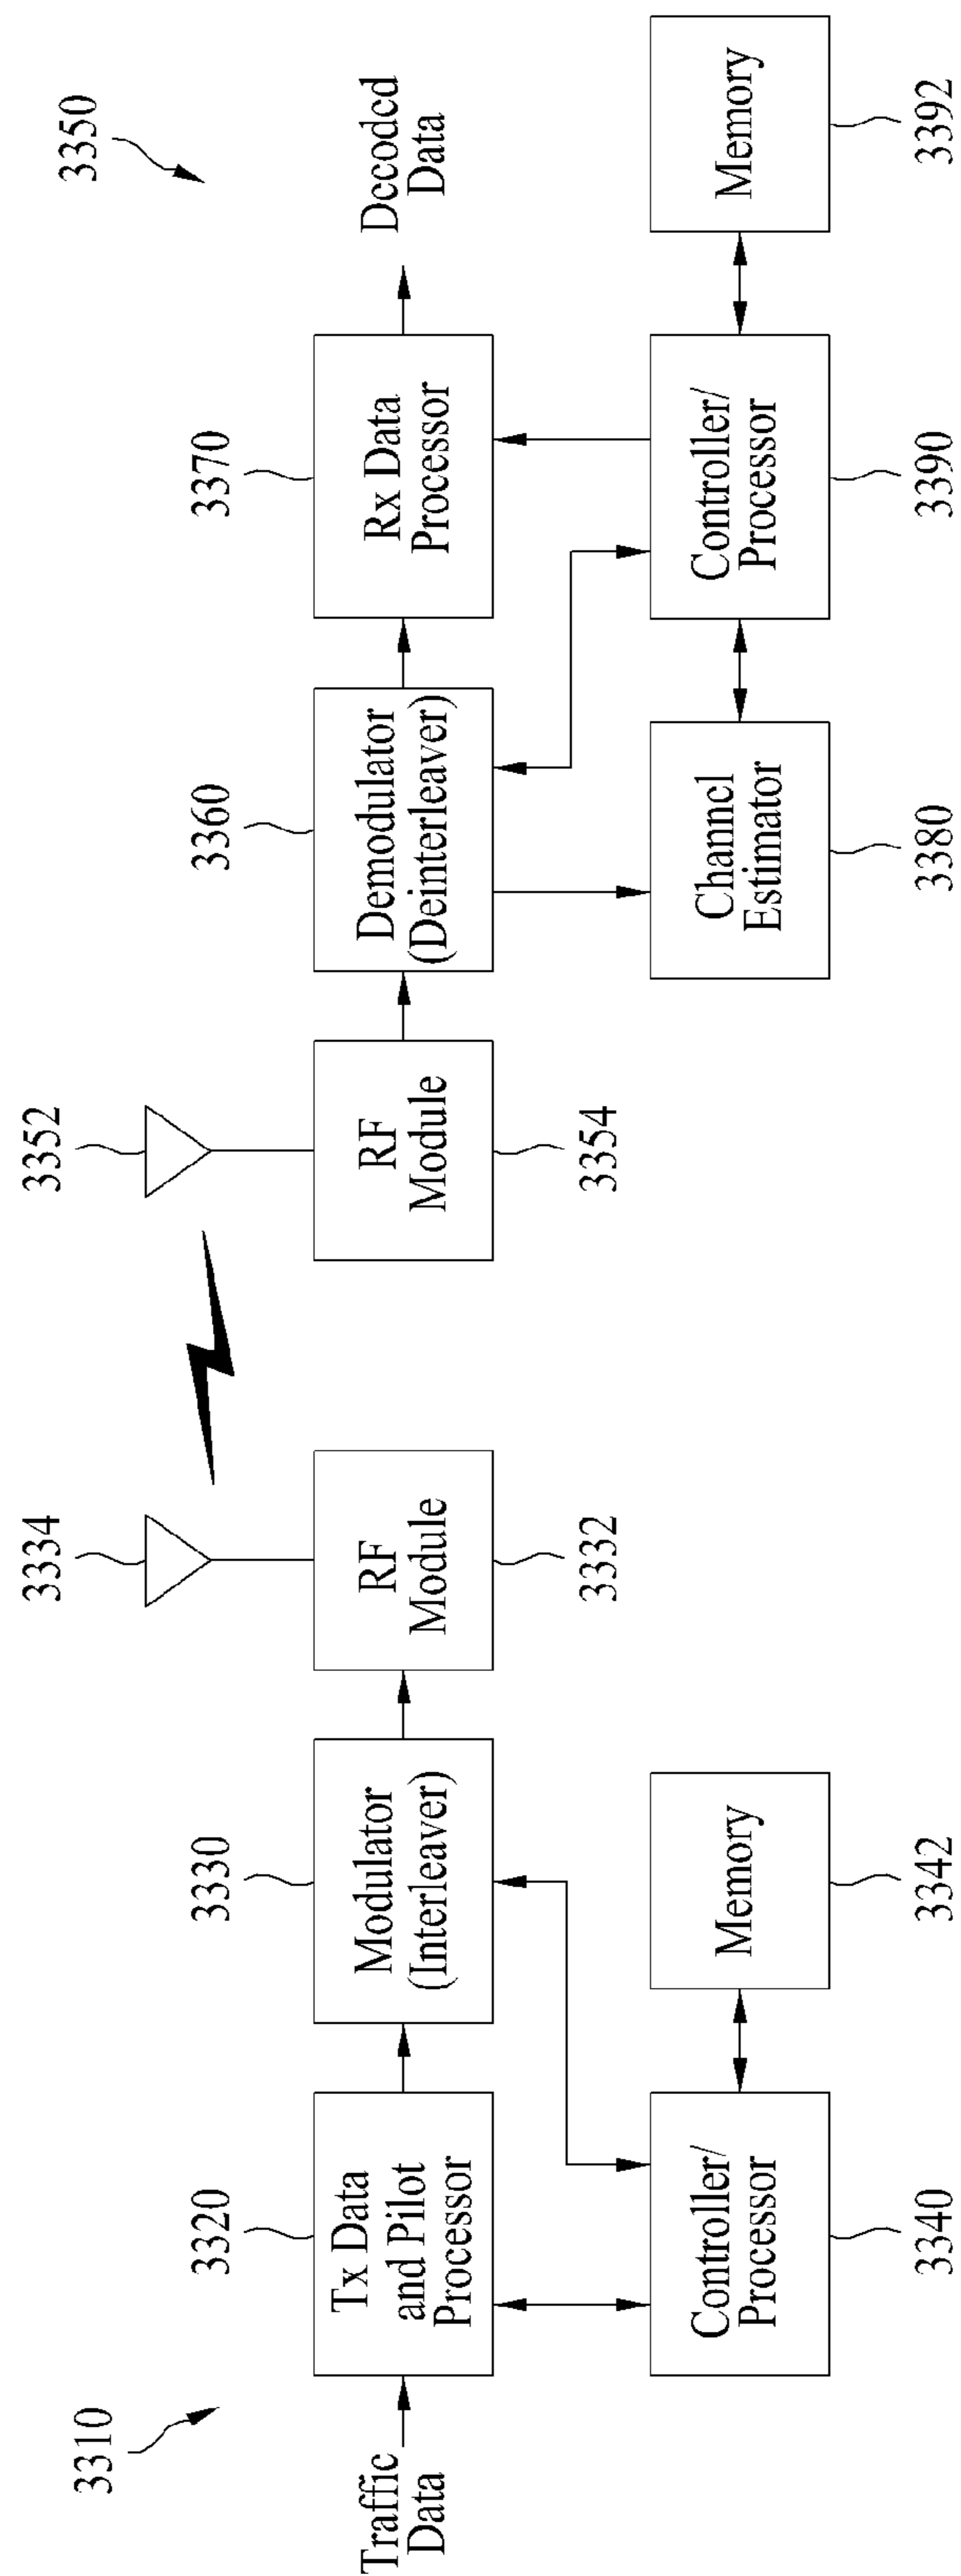 3310
Traffic
Data
3320
Tx Data
and Pilot
Processor
3330
Modulator
(Interleaver)
3334
RF
Module
3332
Controller/
Processor
3340
Memory
3342
3350
3352
RF
Module
3354
3360
Demodulator
(Deinterleaver)
3370
Rx Data
Processor
Decoded
Data
Channel
Estimator
3380
Controller/
Processor
3390
Memory
3392